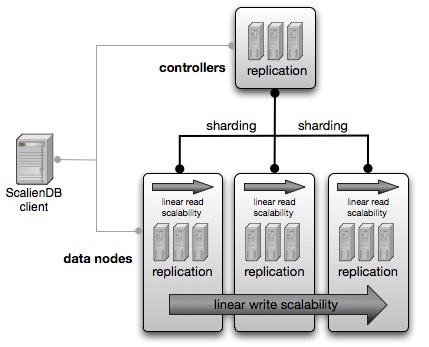 replication
controllers
sharding
sharding
ScalienDB
client
linear read
scalability
linear read
scalability
linear read
scalability
data nodes
replication
replication
replication
linear write scalability